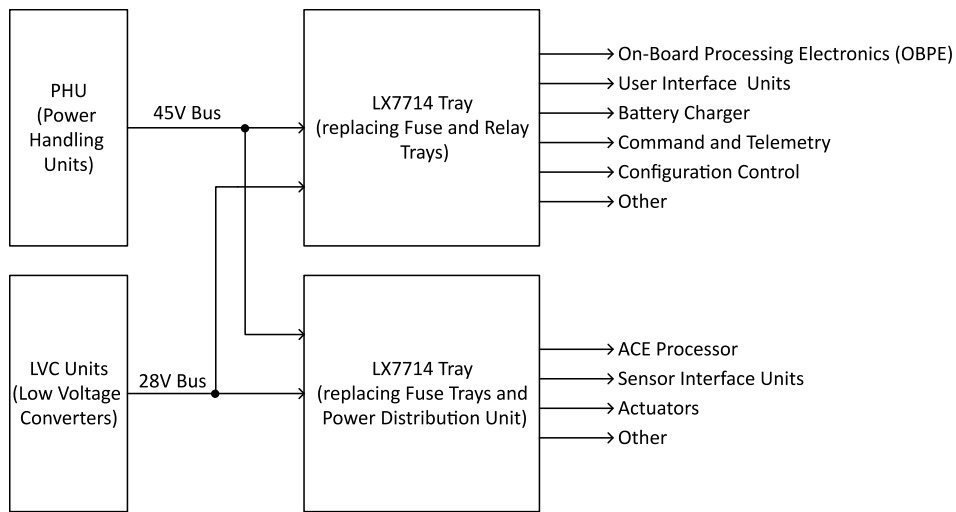 PHU
(Power
Handling
Units)
45V Bus
LX7714 Tray
(replacing Fuse and Relay
Trays)
On-Board Processing Electronics (OBPE)
User Interface Units
Battery Charger
Command and Telemetry
Configuration Control
Other
LVC Units
(Low Voltage
Converters)
28V Bus
LX7714 Tray
(replacing Fuse Trays and
Power Distribution Unit)
ACE Processor
Sensor Interface Units
Actuators
Other